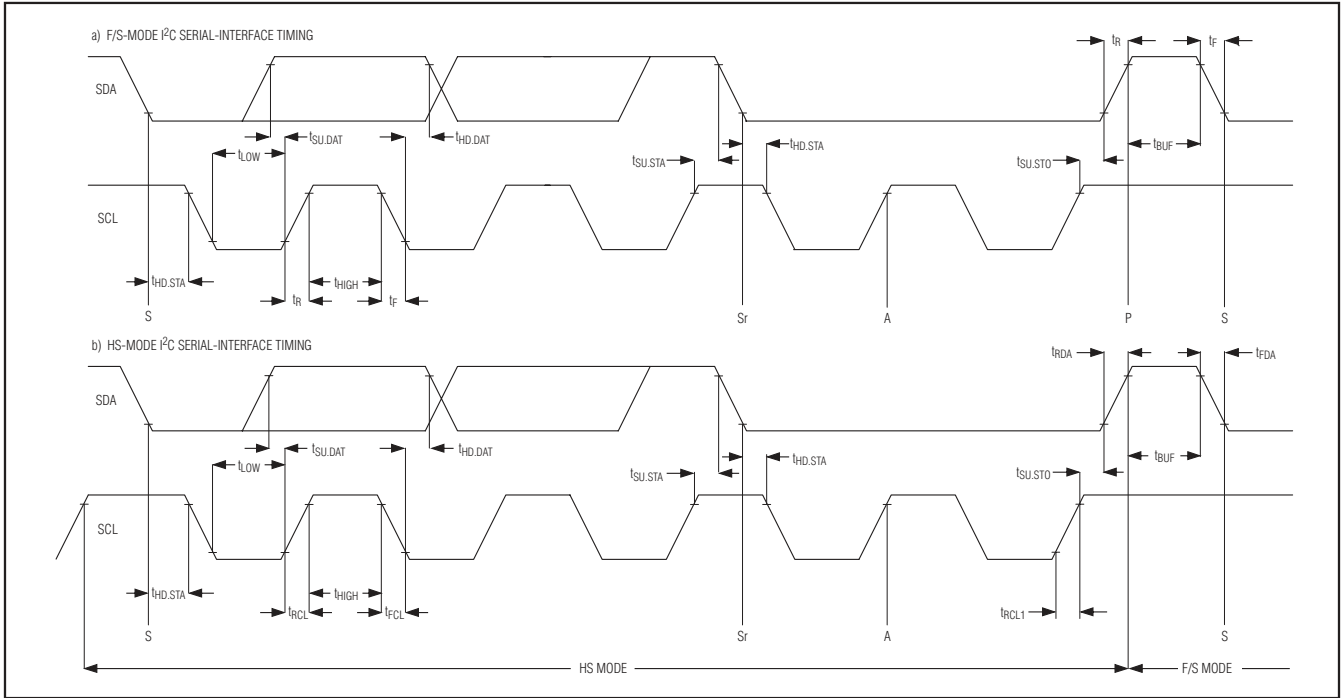 a) F/S-MODE I²C SERIAL-INTERFACE TIMING
tR
tF
SDA
tSU.DAT
tHD.DAT
tLOW
tSU.STA
tHD.STA
tSU.STO
tBUF
SCL
tHD.STA
tR
tHIGH
tF
S
Sr
A
P
S
b) HS-MODE I²C SERIAL-INTERFACE TIMING
tRDA
tFDA
SDA
tSU.DAT
tHD.DAT
tLOW
tSU.STA
tHD.STA
tSU.STO
tBUF
SCL
tHD.STA
tRCL
tHIGH
tFCL
tRCL1
S
Sr
A
S
HS MODE
F/S MODE